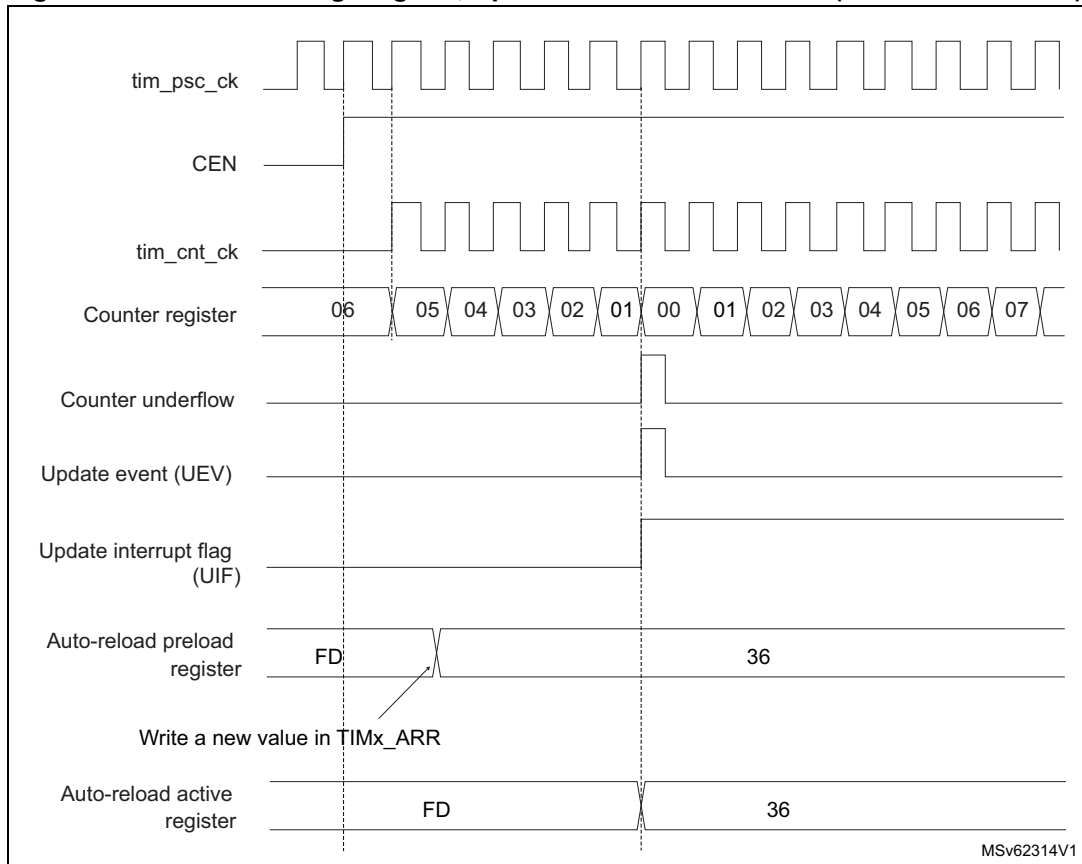 tim_psc_ck
CEN
tim_cnt_ck
Counter register 06 05 04 03 02 01 00 01 02 03 04 05 06 07
Counter underflow
Update event (UEV)
Update interrupt flag
(UIF)
Auto-reload preload
register
FD 36
Write a new value in TIMx_ARR
Auto-reload active
register
FD 36
MSv62314V1